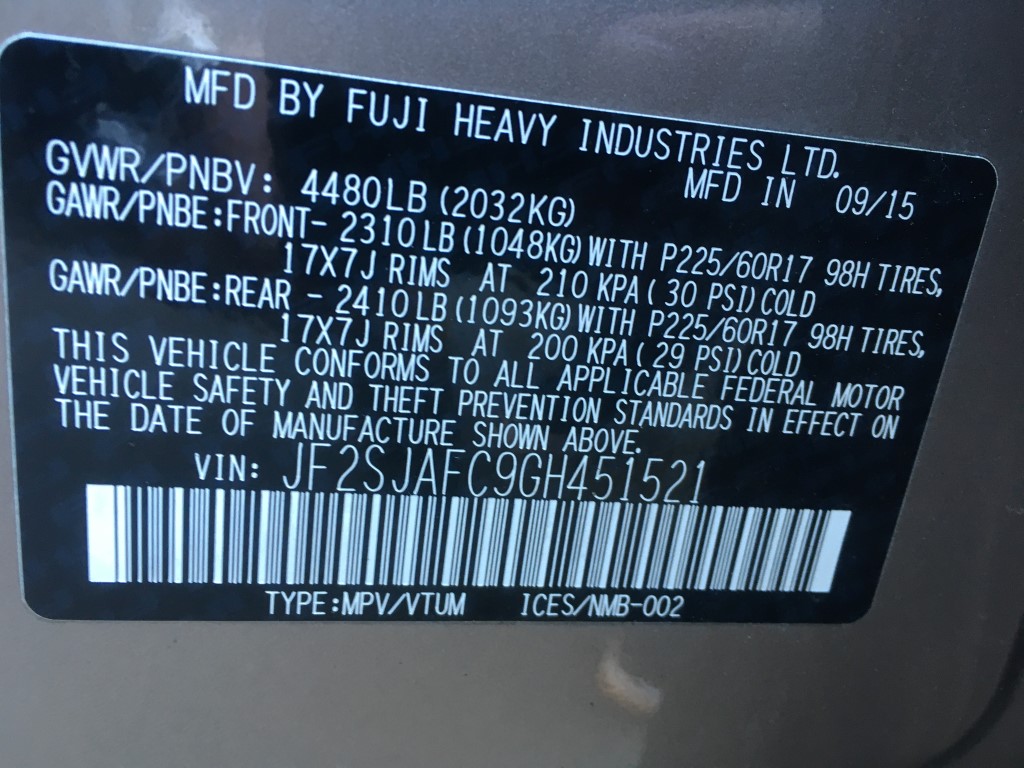 MFD BY FUJI HEAVY INDUSTRIES LTD.
MFD IN 09/15
GVWR/PNBV: 4480LB (2032KG)
GAWR/PNBE:FRONT- 2310LB (1048KG) WITH P225/60R17 98H TIRES,
17X7J RIMS AT 210 KPA ( 30 PSI) COLD
GAWR/PNBE:REAR - 2410LB (1093KG) WITH P225/60R17 98H TIRES,
17X7J RIMS AT 200 KPA ( 29 PSI) COLD
THIS VEHICLE CONFORMS TO ALL APPLICABLE FEDERAL MOTOR
VEHICLE SAFETY AND THEFT PREVENTION STANDARDS IN EFFECT ON
THE DATE OF MANUFACTURE SHOWN ABOVE.
VIN: JF2SJAFC9GH451521
TYPE:MPV/VTUM ICES/NMB-002